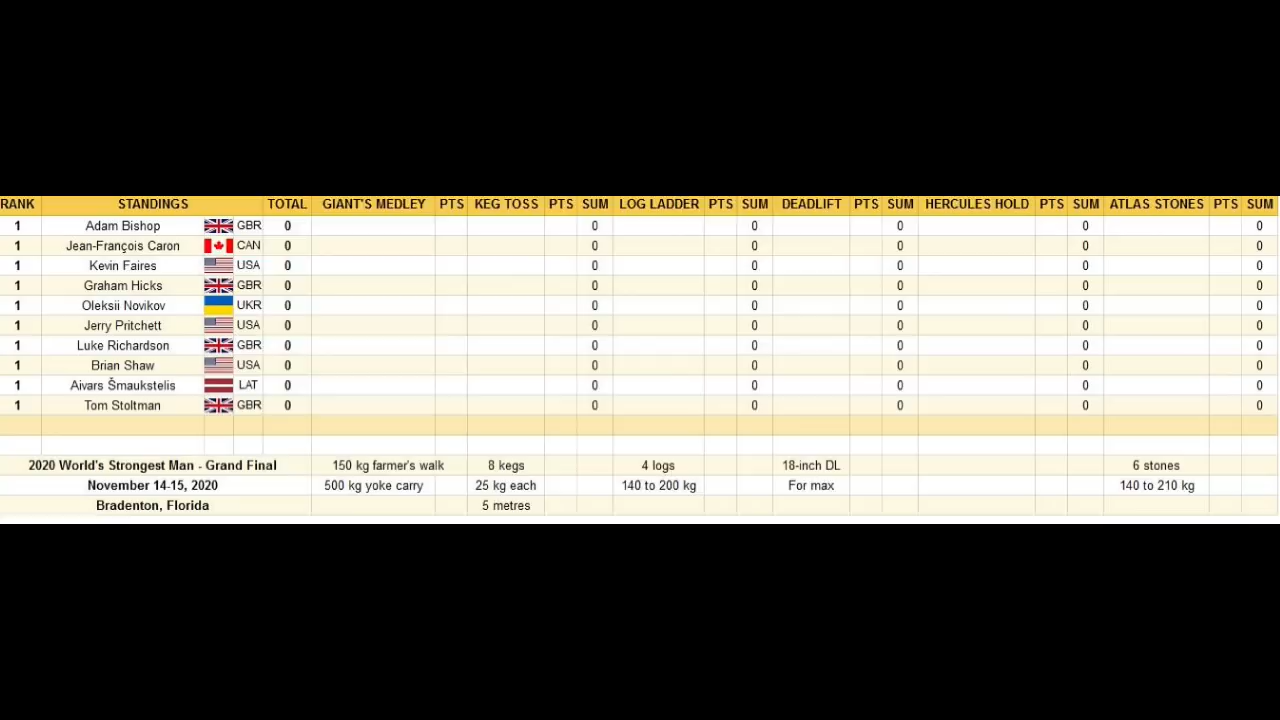 RANK STANDINGS TOTAL GIANT'S MEDLEY PTS KEG TOSS PTS SUM LOG LADDER PTS SUM DEADLIFT PTS SUM HERCULES HOLD PTS SUM ATLAS STONES PTS SUM
1 Adam Bishop GBR 0 0 0 0 0 0
1 Jean-François Caron CAN 0 0 0 0 0 0
1 Kevin Faires USA 0 0 0 0 0 0
1 Graham Hicks GBR 0 0 0 0 0 0
1 Oleksii Novikov UKR 0 0 0 0 0 0
1 Jerry Pritchett USA 0 0 0 0 0 0
1 Luke Richardson GBR 0 0 0 0 0 0
1 Brian Shaw USA 0 0 0 0 0 0
1 Aivars Šmaukstelis LAT 0 0 0 0 0 0
1 Tom Stoltman GBR 0 0 0 0 0 0
2020 World's Strongest Man - Grand Final 150 kg farmer's walk 8 kegs 4 logs 18-inch DL 6 stones
November 14-15, 2020 500 kg yoke carry 25 kg each 140 to 200 kg For max 140 to 210 kg
Bradenton, Florida 5 metres